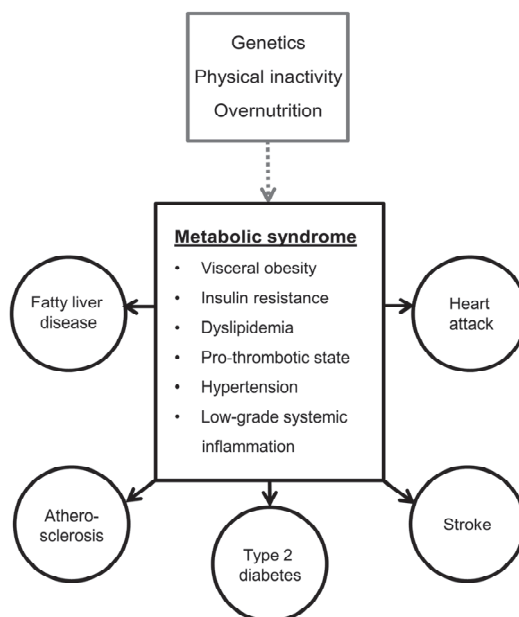 Genetics
Physical inactivity
Overnutrition
Metabolic syndrome
• Visceral obesity
• Insulin resistance
• Dyslipidemia
• Pro-thrombotic state
• Hypertension
• Low-grade systemic
inflammation
Fatty liver
disease
Heart
attack
Athero-
sclerosis
Type 2
diabetes
Stroke